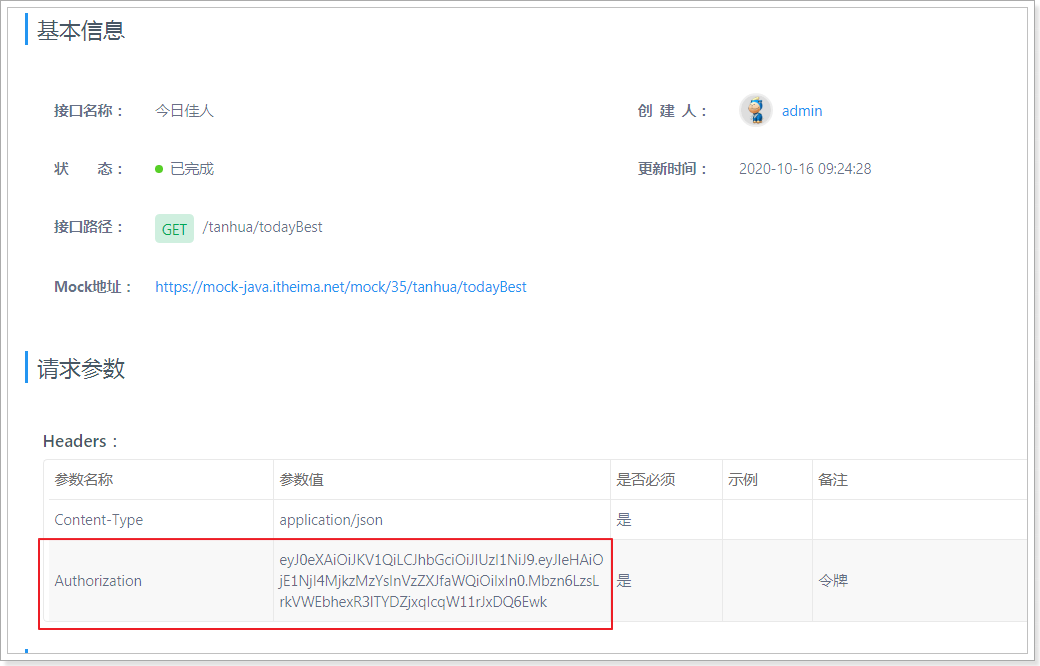 基本信息
接口名称： 今日佳人 创 建 人： admin
状 态： 已完成 更新时间： 2020-10-16 09:24:28
接口路径： GET /tanhua/todayBest
Mock地址： https://mock-java.itheima.net/mock/35/tanhua/todayBest
请求参数
Headers：
参数名称 参数值 是否必须 示例 备注
Content-Type application/json 是
Authorization eyJ0eXAiOiJKV1QiLCJhbGciOiJIUzI1NiJ9.eyJleHAiO 是 令牌
jE1NjI4MjkzMzYsInVzZXJfaWQiOiIxIn0.Mbzn6LzsL
rkVWEbhexR3ITYDZjxqIcqW11rJxDQ6Ewk